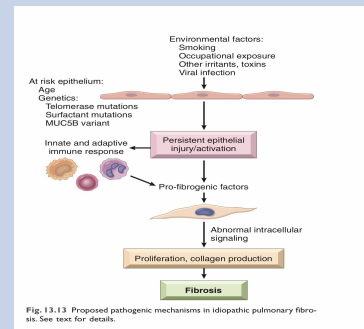 Environmental factors:
Smoking
Occupational exposure
Other irritants, toxins
Viral infection
At risk epithelium:
Age
Genetics:
Telomerase mutations
Surfactant mutations
MUC5B variant
Innate and adaptive
immune response
Persistent epithelial
injury/activation
Pro-fibrogenic factors
Abnormal intracellular
signaling
Proliferation, collagen production
Fibrosis
Fig. 13.13 Proposed pathogenic mechanisms in idiopathic pulmonary fibro-
sis. See text for details.